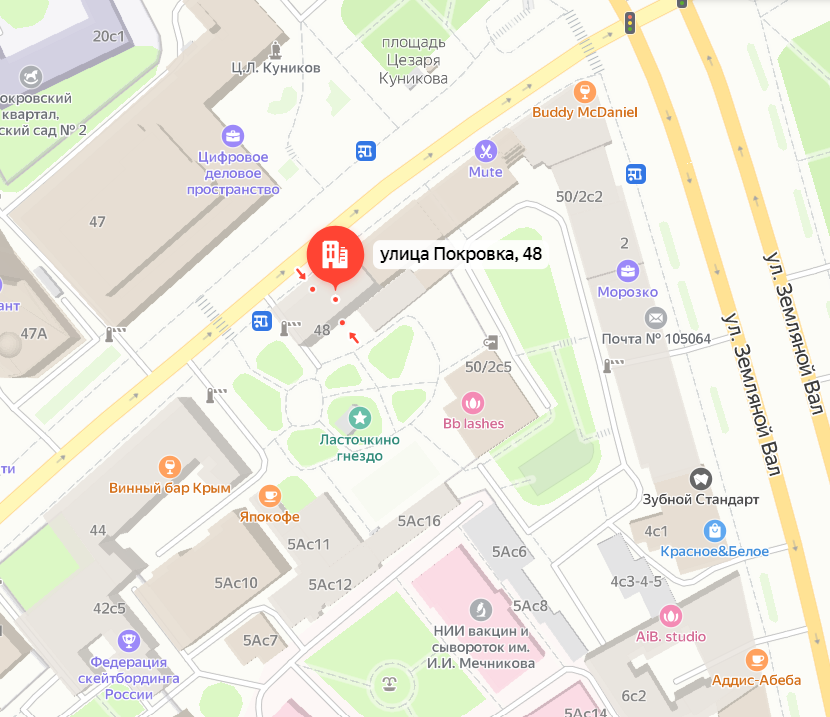 20с1
Ц.Л. Куников
площадь
Цезаря
Куникова
окровский
квартал,
ский сад № 2
Buddy McDaniel
Цифровое
деловое
пространство
Mute
50/2с2
47
2
улица Покровка, 48
Морозко
ул. Земляной Вал
ул. Земляной Вал
ант
47А
48
Почта № 105064
50/2с5
Bb lashes
Ласточкино
гнездо
ти
Винный бар Крым
Япокофе
Зубной Стандарт
44
5Ас16
4с1
Красное&Белое
5Ас11
5Ас6
5Ас10
5Ас12
4с3-4-5
42с5
5Ас8
5Ас7
НИИ вакцин и
сывороток им.
И.И. Мечникова
AiB. studio
Федерация
скейтбординга
России
Аддис-Абеба
6с2
5Ас14